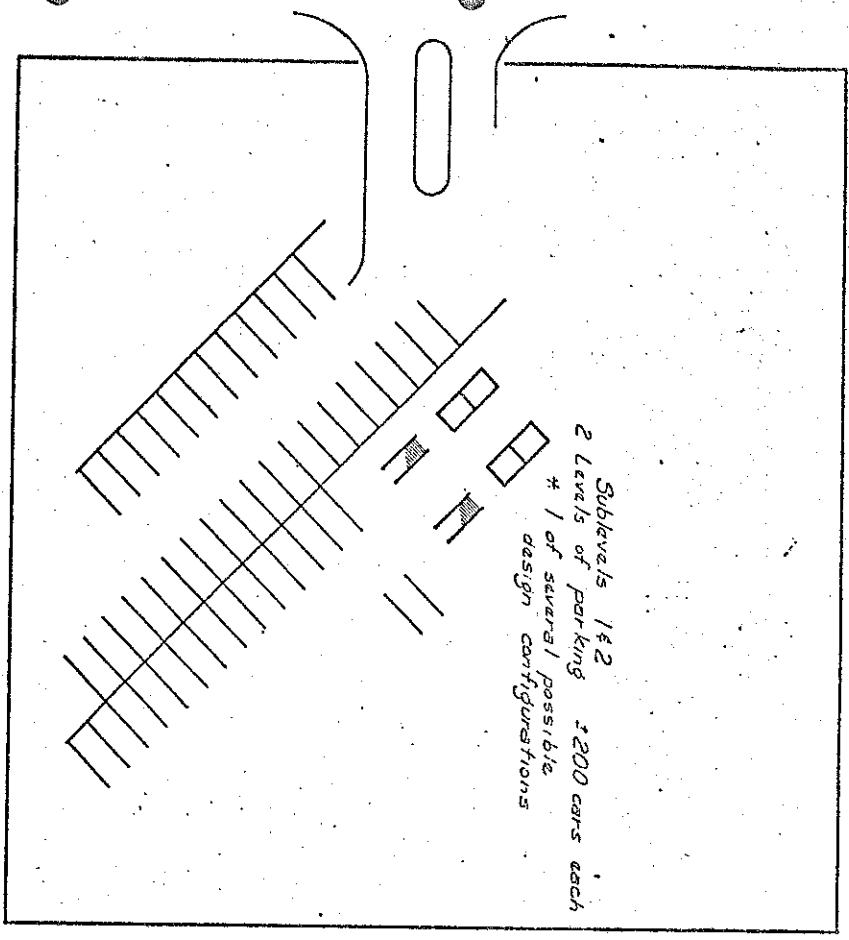 Sublevels 1&2
2 Levels of parking ±200 cars each
* 1 of several possible
design configurations